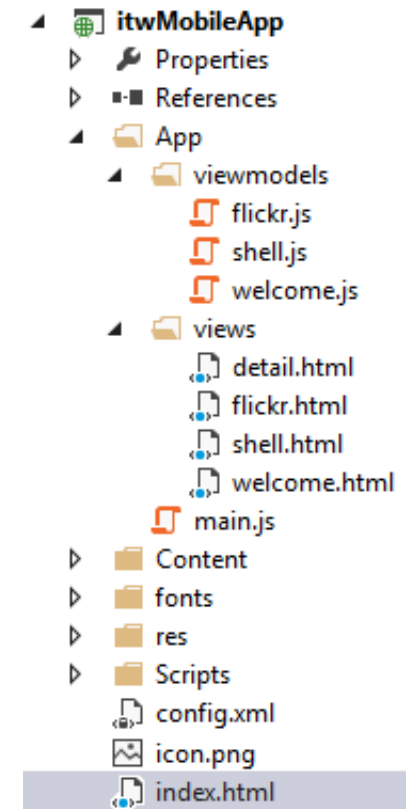 itwMobileApp
Properties
References
App
viewmodels
flickr.js
shell.js
welcome.js
views
detail.html
flickr.html
shell.html
welcome.html
main.js
Content
fonts
res
Scripts
config.xml
icon.png
index.html